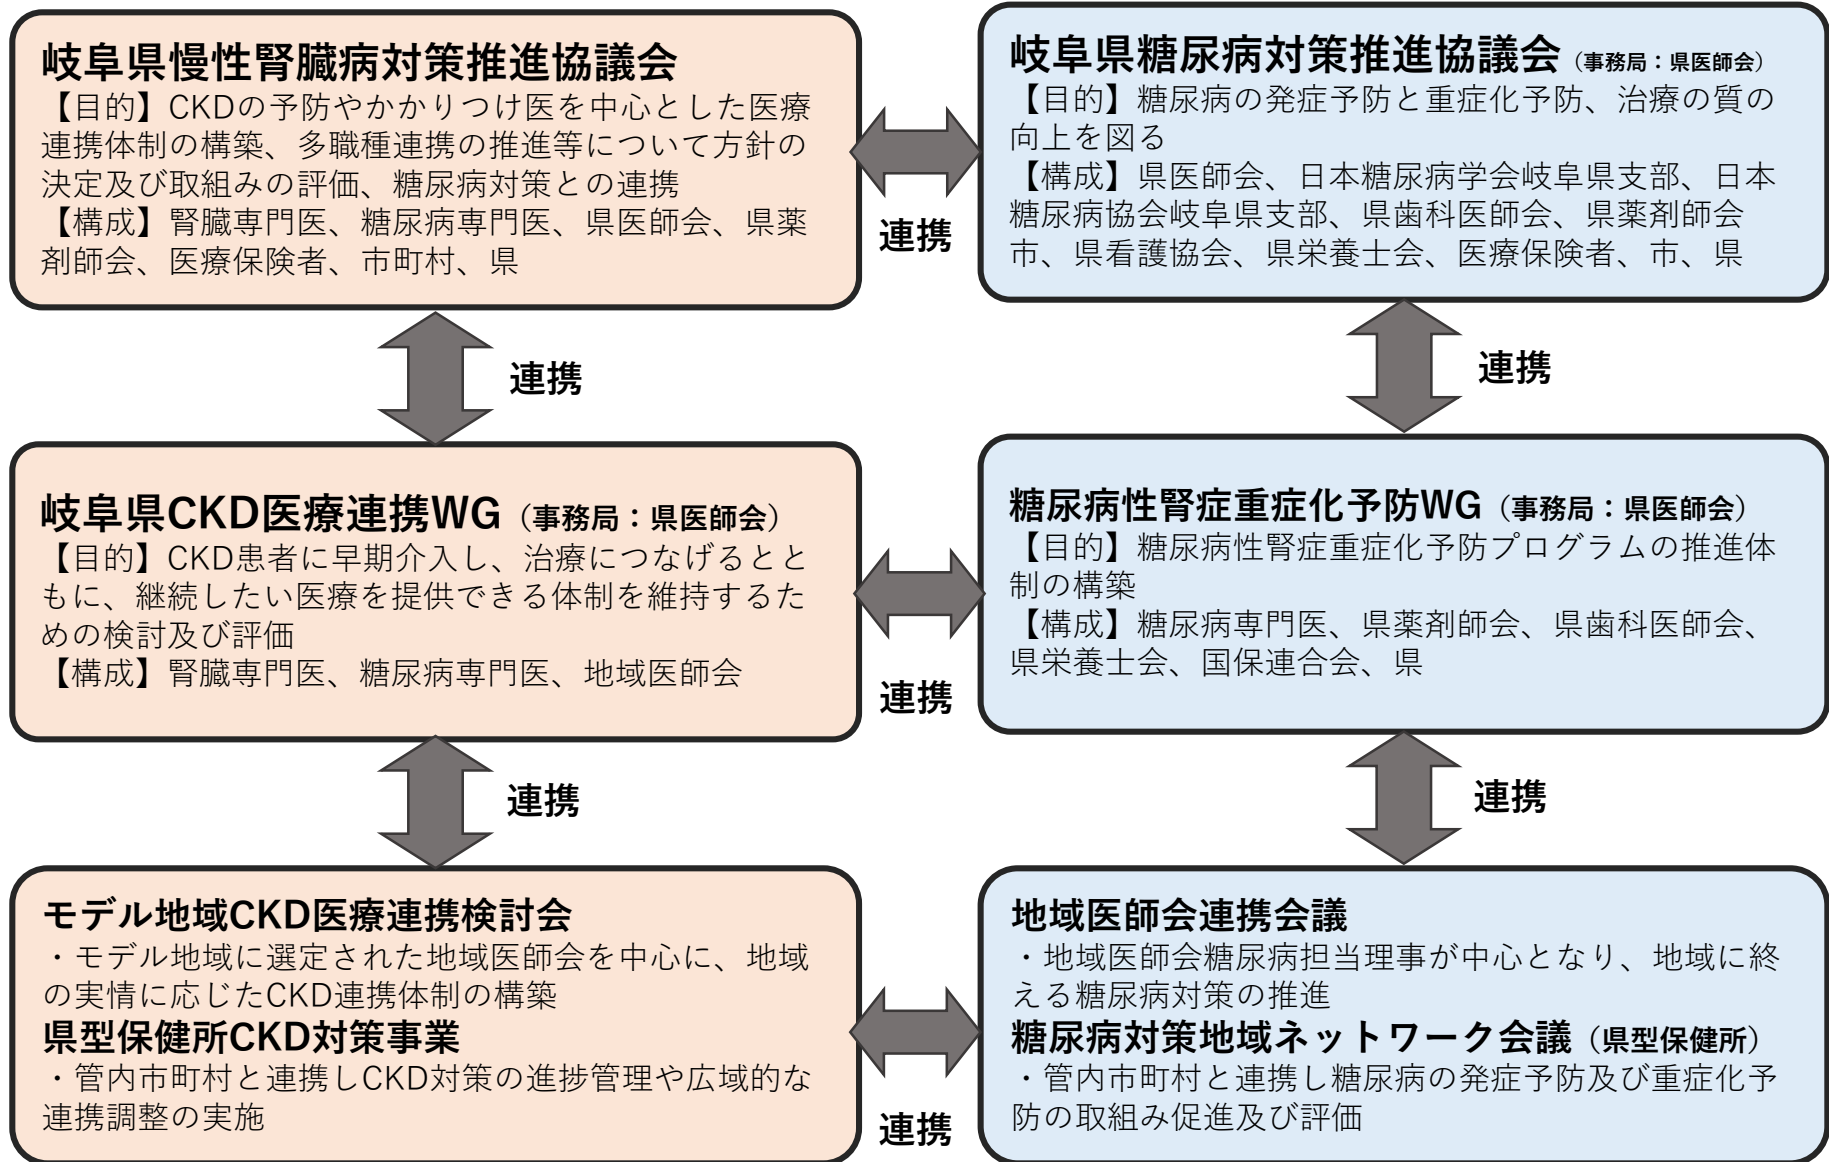 岐阜県慢性腎臓病対策推進協議会
【目的】CKDの予防やかかりつけ医を中心とした医療
連携体制の構築、多職種連携の推進等について方針の
決定及び取組みの評価、糖尿病対策との連携
【構成】腎臓専門医、糖尿病専門医、県医師会、県薬
剤師会、医療保険者、市町村、県
連携
岐阜県糖尿病対策推進協議会（事務局：県医師会）
【目的】糖尿病の発症予防と重症化予防、治療の質の
向上を図る
【構成】県医師会、日本糖尿病学会岐阜県支部、日本
糖尿病協会岐阜県支部、県歯科医師会、県薬剤師会
市、県看護協会、県栄養士会、医療保険者、市、県
連携
連携
岐阜県CKD医療連携WG（事務局：県医師会）
【目的】CKD患者に早期介入し、治療につなげるとと
もに、継続したい医療を提供できる体制を維持するた
めの検討及び評価
【構成】腎臓専門医、糖尿病専門医、地域医師会
連携
糖尿病性腎症重症化予防WG（事務局：県医師会）
【目的】糖尿病性腎症重症化予防プログラムの推進体
制の構築
【構成】糖尿病専門医、県薬剤師会、県歯科医師会、
県栄養士会、国保連合会、県
連携
連携
モデル地域CKD医療連携検討会
・モデル地域に選定された地域医師会を中心に、地域
の実情に応じたCKD連携体制の構築
県型保健所CKD対策事業
・管内市町村と連携しCKD対策の進捗管理や広域的な
連携調整の実施
連携
地域医師会連携会議
・地域医師会糖尿病担当理事が中心となり、地域に終
える糖尿病対策の推進
糖尿病対策地域ネットワーク会議（県型保健所）
・管内市町村と連携し糖尿病の発症予防及び重症化予
防の取組み促進及び評価